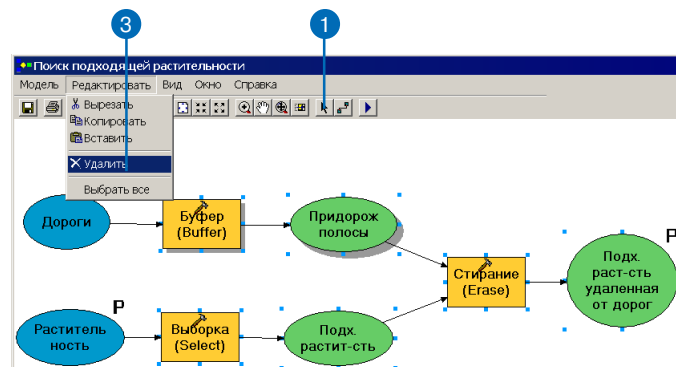 3
1
Поиск подходящей растительности
Модель Редактировать Вид Окно Справка
Вырезать
Копировать
Вставить
Удалить
Выбрать все
Дороги
Буфер
(Buffer)
Придорож
полосы
Стирание
(Erase)
P
Подх.
раст-сть
удаленная
от дорог
P
Раститель
ность
Выборка
(Select)
Подх.
растит-сть